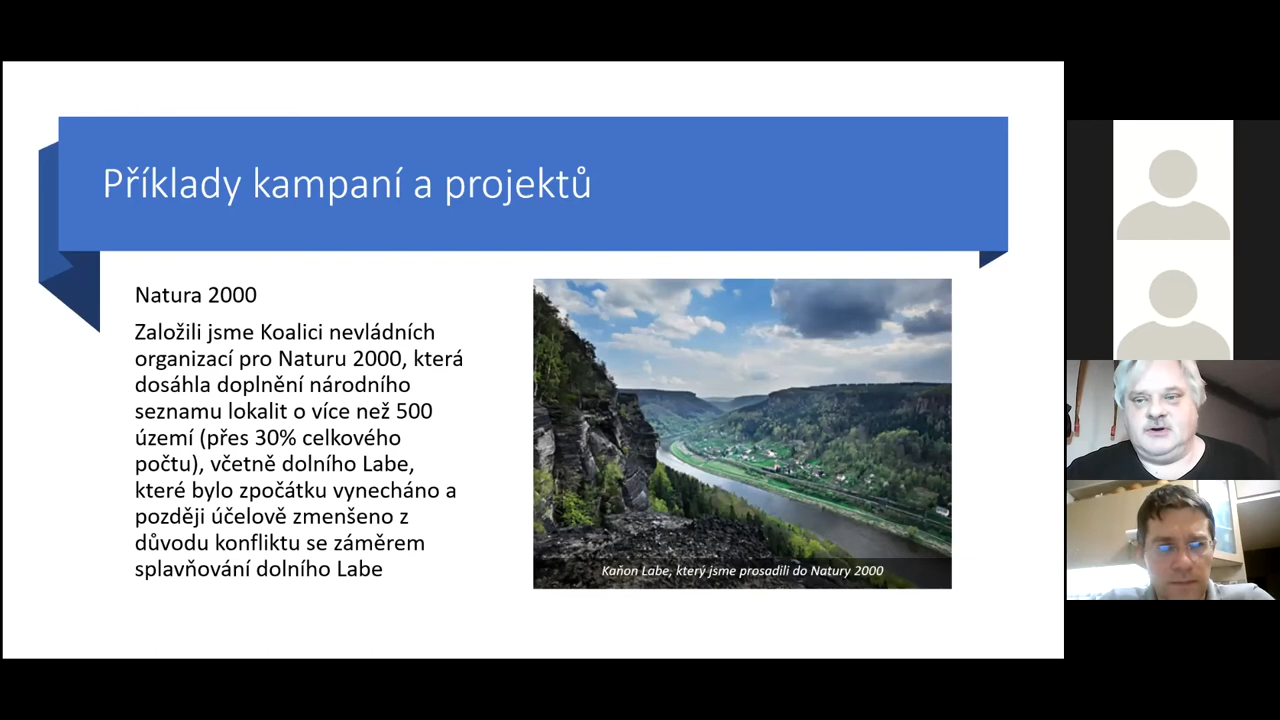 Příklady kampaní a projektů
Natura 2000
Založili jsme Koalici nevládních
organizací pro Naturu 2000, která
dosáhla doplnění národního
seznamu lokalit o více než 500
území (přes 30% celkového
počtu), včetně dolního Labe,
které bylo zpočátku vynecháno a
později účelově zmenšeno z
důvodu konfliktu se záměrem
splavňování dolního Labe
Kaňon Labe, který jsme prosadili do Natury 2000